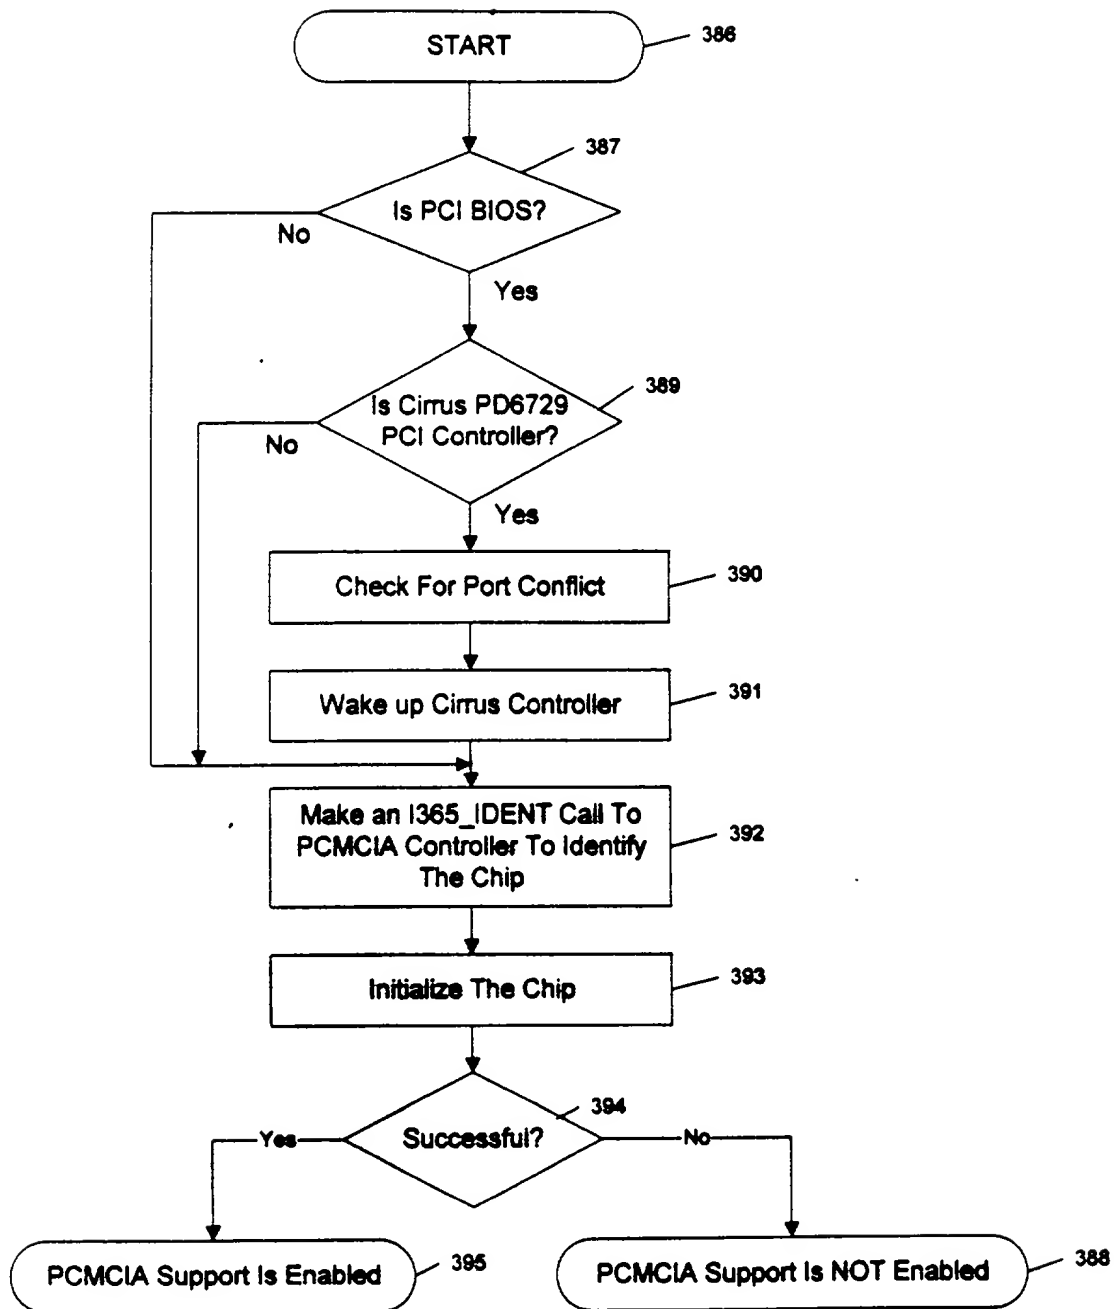 START
386
387
Is PCI BIOS?
No
Yes
389
Is Cirrus PD6729
PCI Controller?
No
Yes
Check For Port Conflict
390
Wake up Cirrus Controller
391
Make an I365_IDENT Call To
PCMCIA Controller To Identify
The Chip
392
Initialize The Chip
393
394
Successful?
Yes
No
PCMCIA Support Is Enabled
395
PCMCIA Support Is NOT Enabled
388